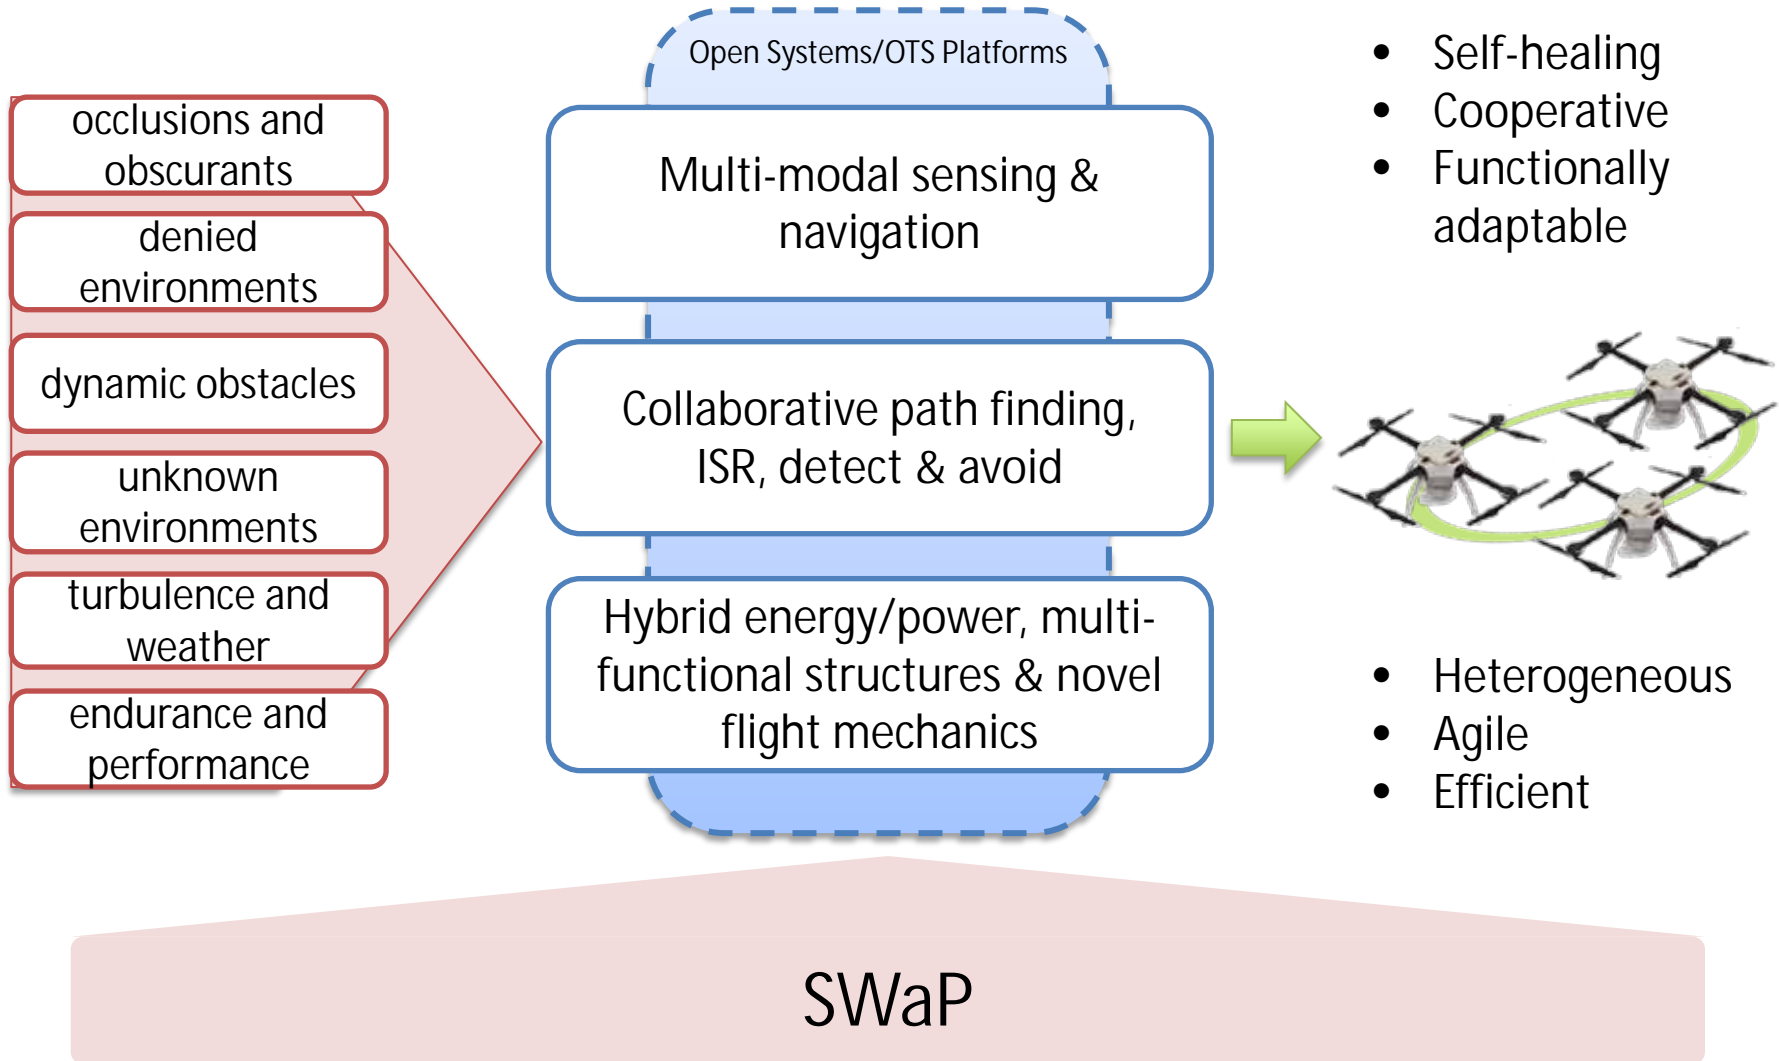 Open Systems/OTS Platforms
occlusions and
obscurants
denied
environments
dynamic obstacles
unknown
environments
turbulence and
weather
endurance and
performance
Multi-modal sensing &
navigation
Collaborative path finding,
ISR, detect & avoid
Hybrid energy/power, multi-
functional structures & novel
flight mechanics
• Self-healing
• Cooperative
• Functionally
adaptable
• Heterogeneous
• Agile
• Efficient
SWaP